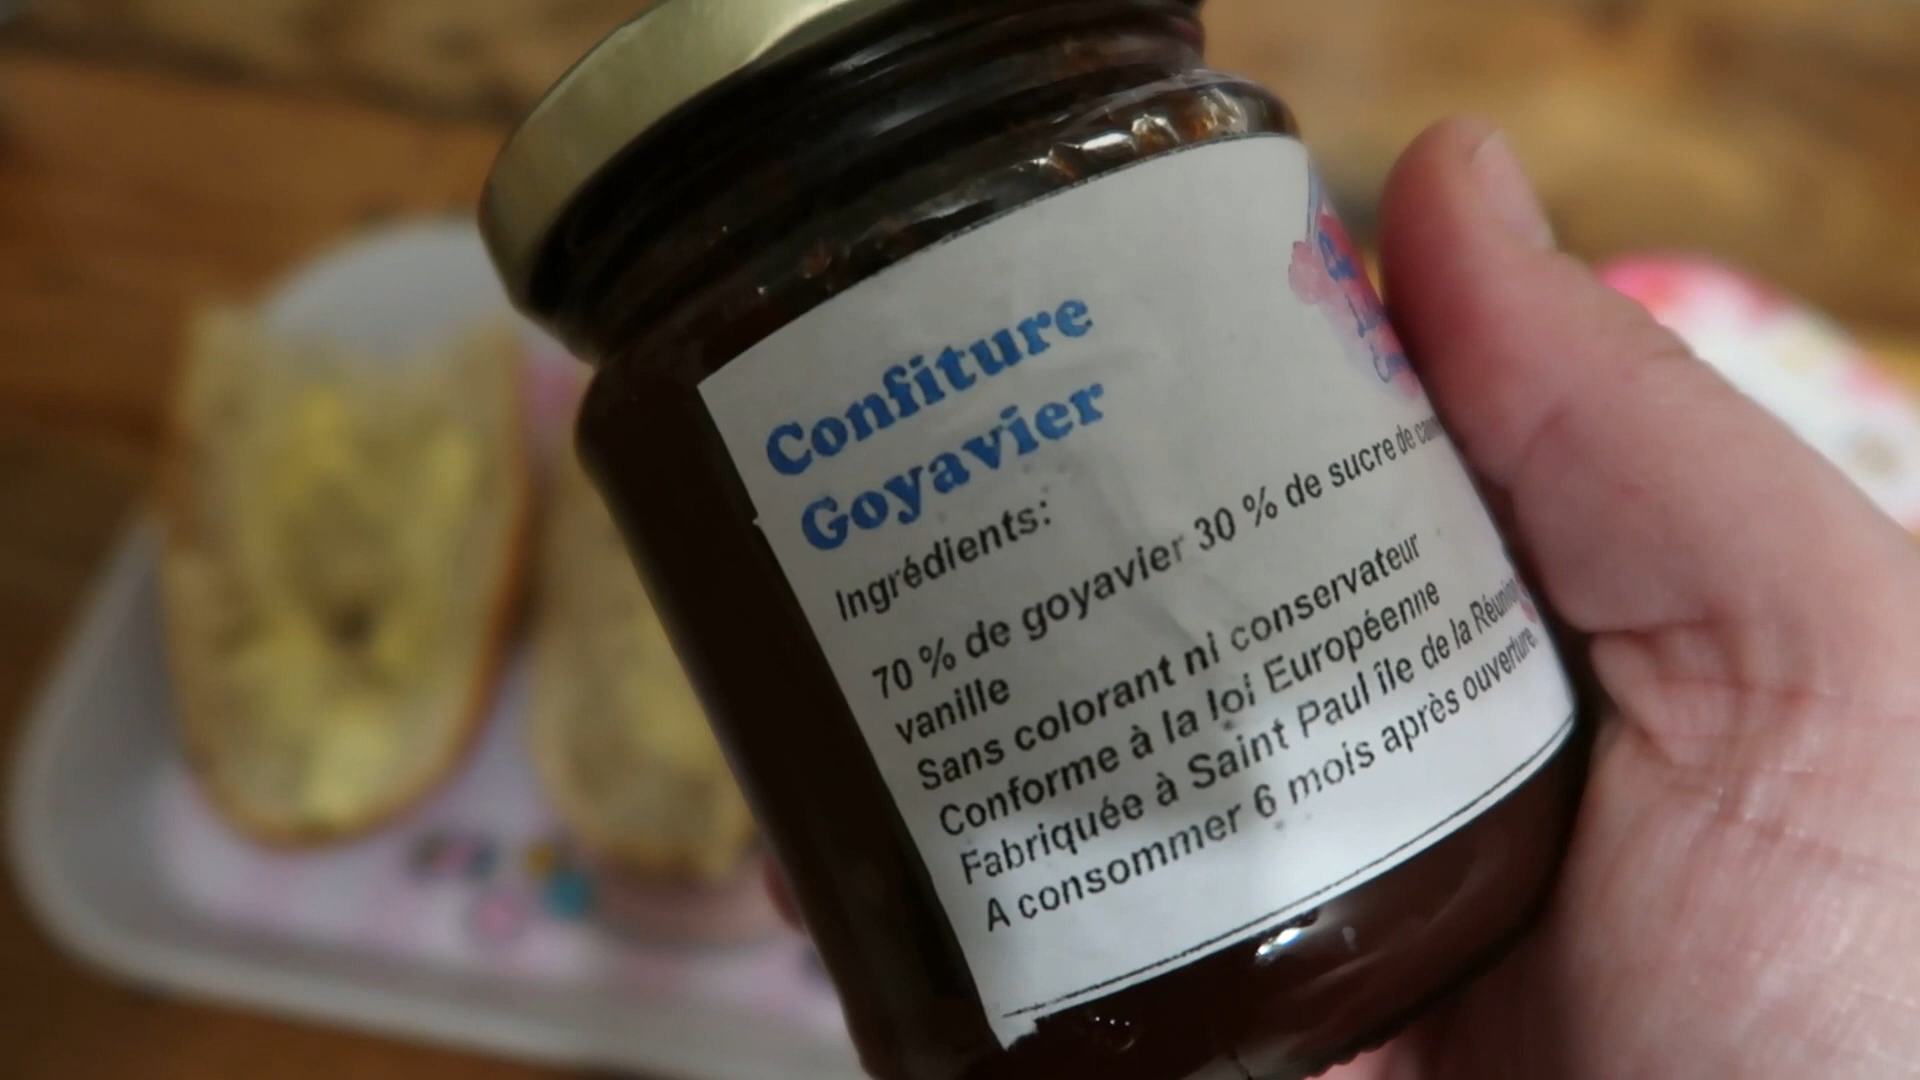 Confiture
Goyavier
Ingrédients:
70 % de goyavier 30 % de sucre de
vanille
Sans colorant ni conservateur
Conforme à la loi Européenne
Fabriquée à Saint Paul île de la Réunion
A consommer 6 mois après ouverture